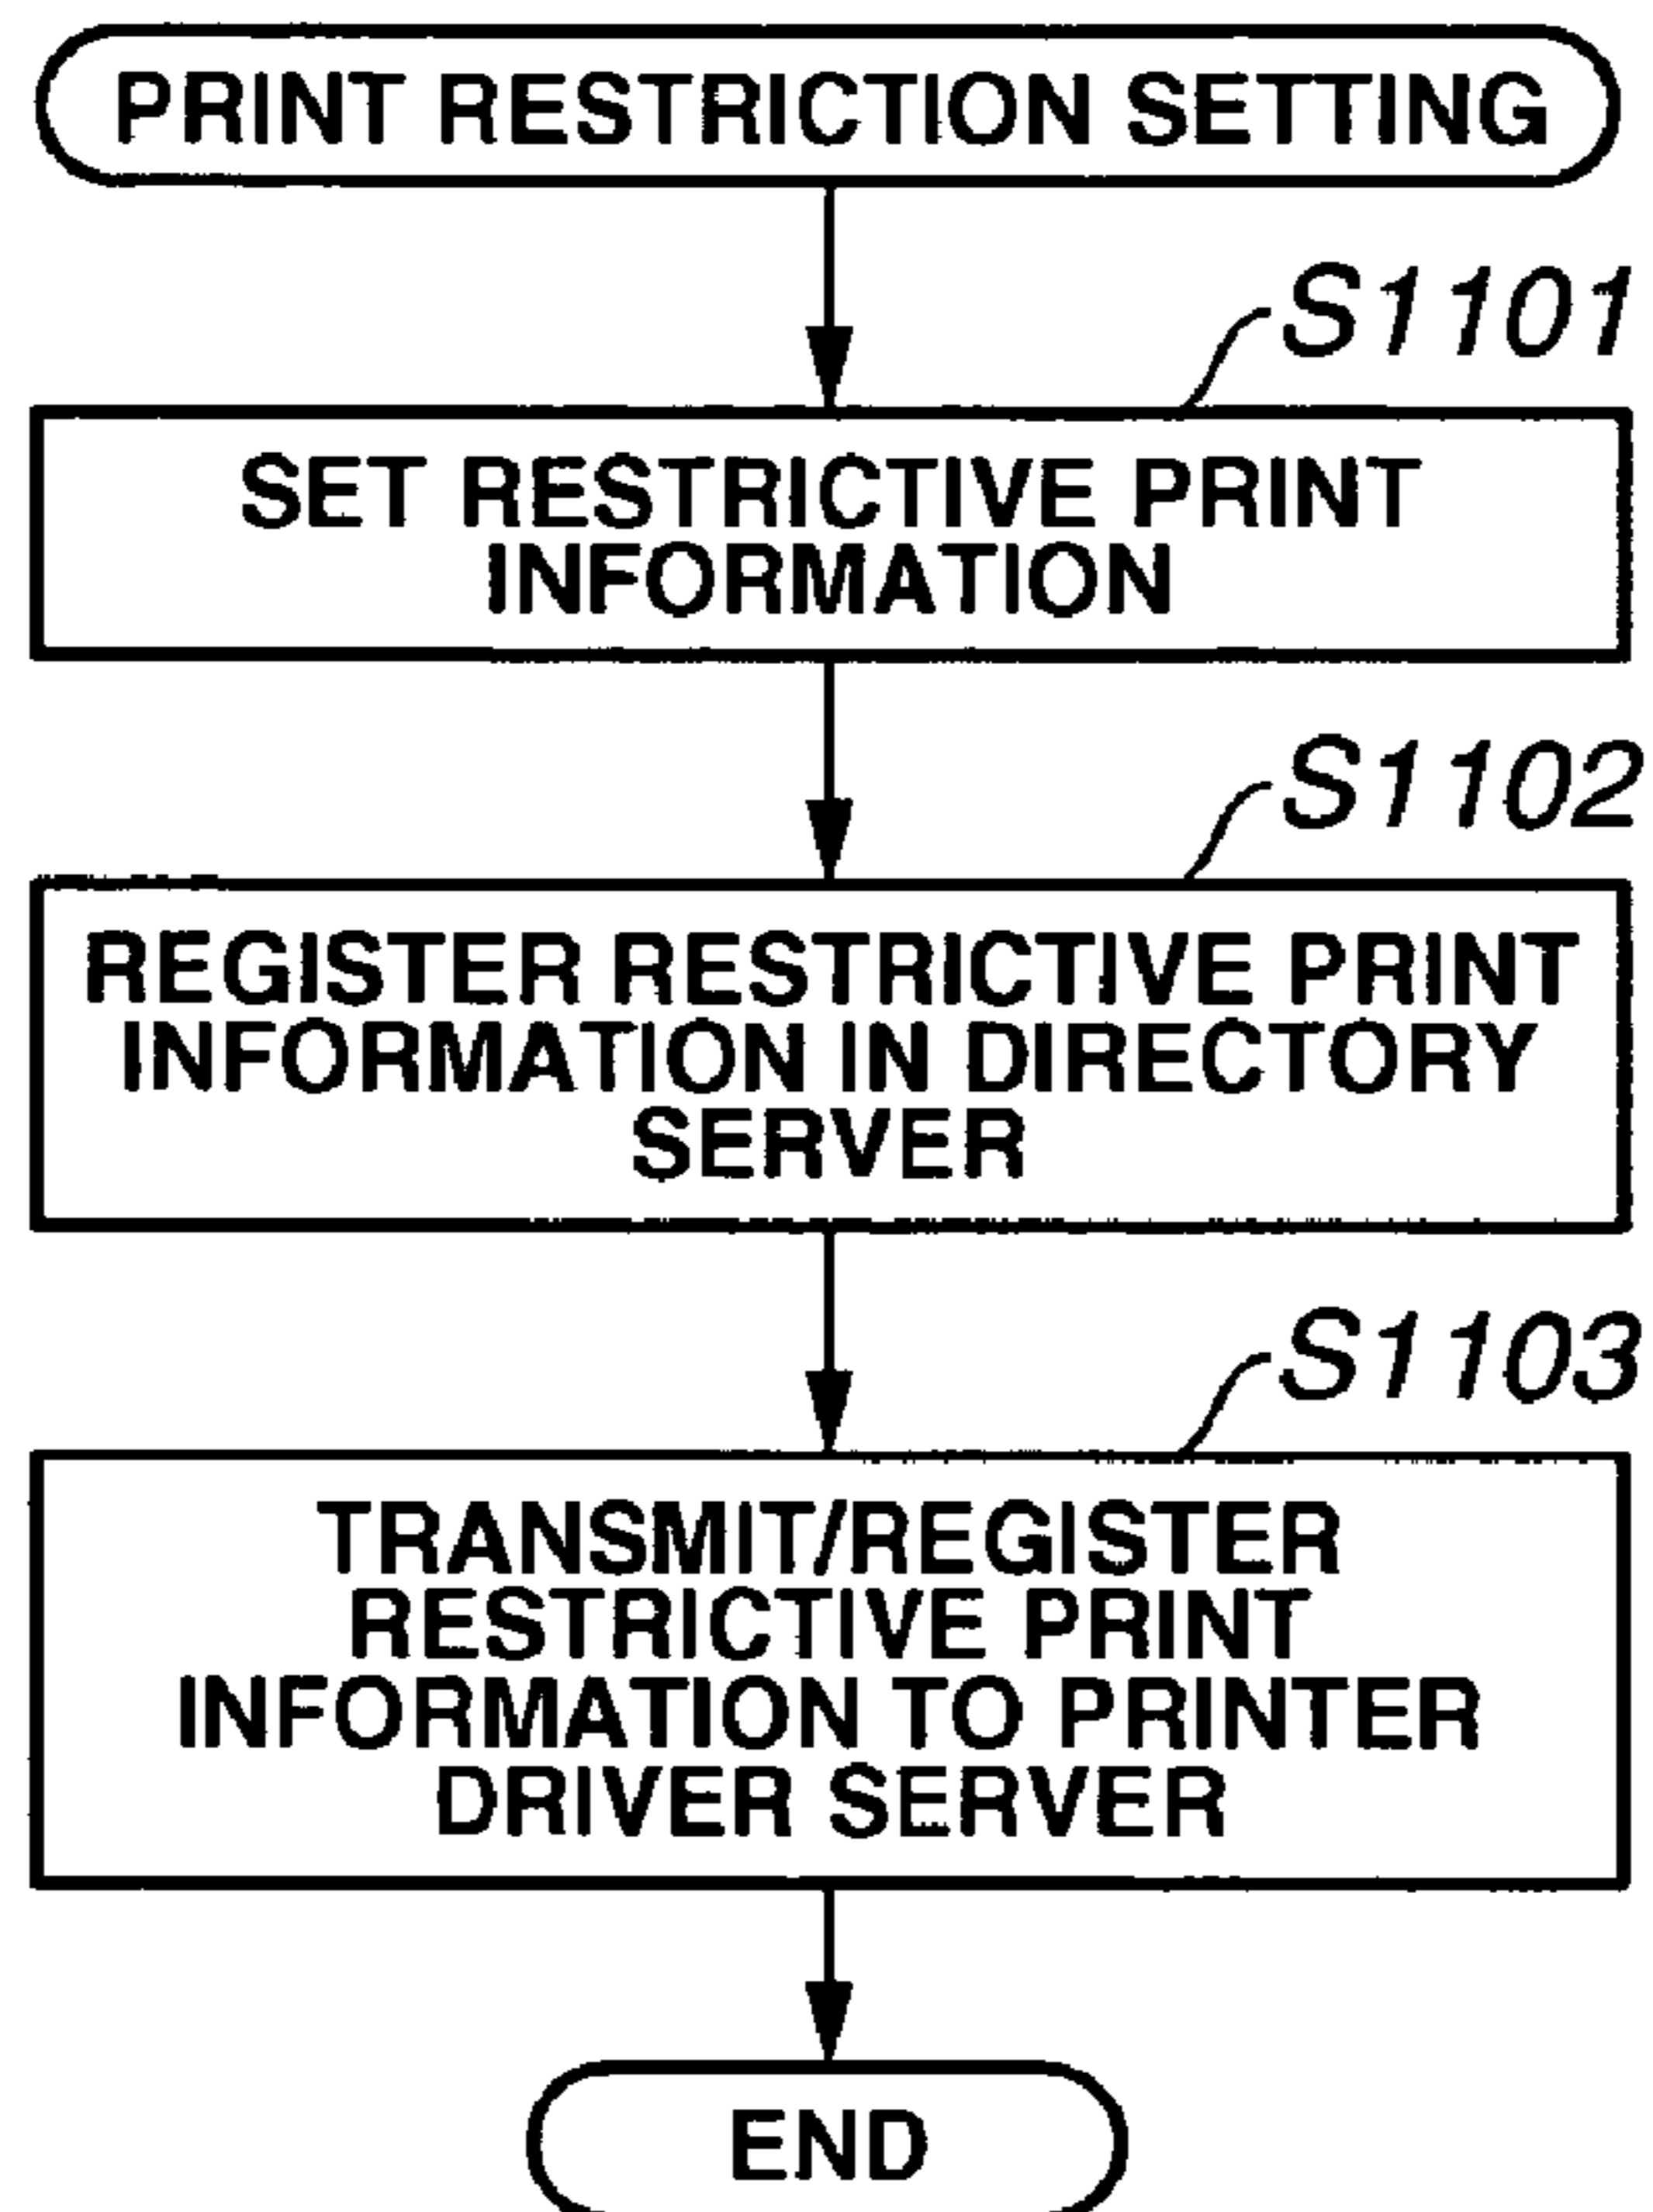 PRINT RESTRICTION SETTING
S1101
SET RESTRICTIVE PRINT
INFORMATION
S1102
REGISTER RESTRICTIVE PRINT
INFORMATION IN DIRECTORY
SERVER
S1103
TRANSMIT/REGISTER
RESTRICTIVE PRINT
INFORMATION TO PRINTER
DRIVER SERVER
END